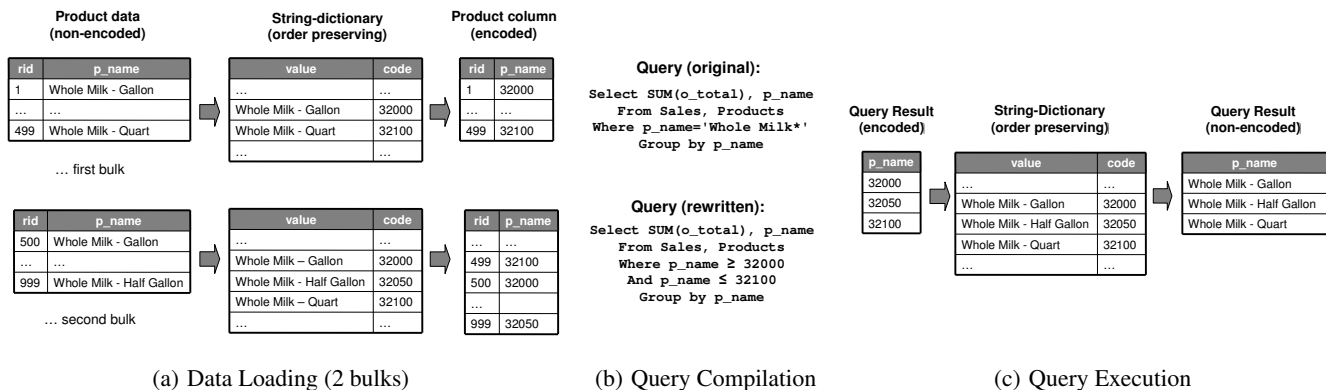 Product data
(non-encoded)
rid p_name
1 Whole Milk - Gallon
... ...
499 Whole Milk - Quart
... first bulk
String-dictionary
(order preserving)
value code
... ...
Whole Milk - Gallon 32000
Whole Milk - Quart 32100
... ...
Product column
(encoded)
rid p_name
1 32000
... ...
499 32100
rid p_name
500 Whole Milk - Gallon
... ...
999 Whole Milk - Half Gallon
... second bulk
value code
... ...
Whole Milk – Gallon 32000
Whole Milk - Half Gallon 32050
Whole Milk – Quart 32100
... ...
rid p_name
... ...
499 32100
500 32000
...
999 32050
(a) Data Loading (2 bulks)
Query (original):
Select SUM(o_total), p_name
From Sales, Products
Where p_name='Whole Milk*'
Group by p_name
Query (rewritten):
Select SUM(o_total), p_name
From Sales, Products
Where p_name ≥ 32000
And p_name ≤ 32100
Group by p_name
(b) Query Compilation
Query Result
(encoded)
p_name
32000
32050
32100
String-Dictionary
(order preserving)
value code
... ...
Whole Milk - Gallon 32000
Whole Milk - Half Gallon 32050
Whole Milk - Quart 32100
... ...
Query Result
(non-encoded)
p_name
Whole Milk - Gallon
Whole Milk - Half Gallon
Whole Milk - Quart
(c) Query Execution